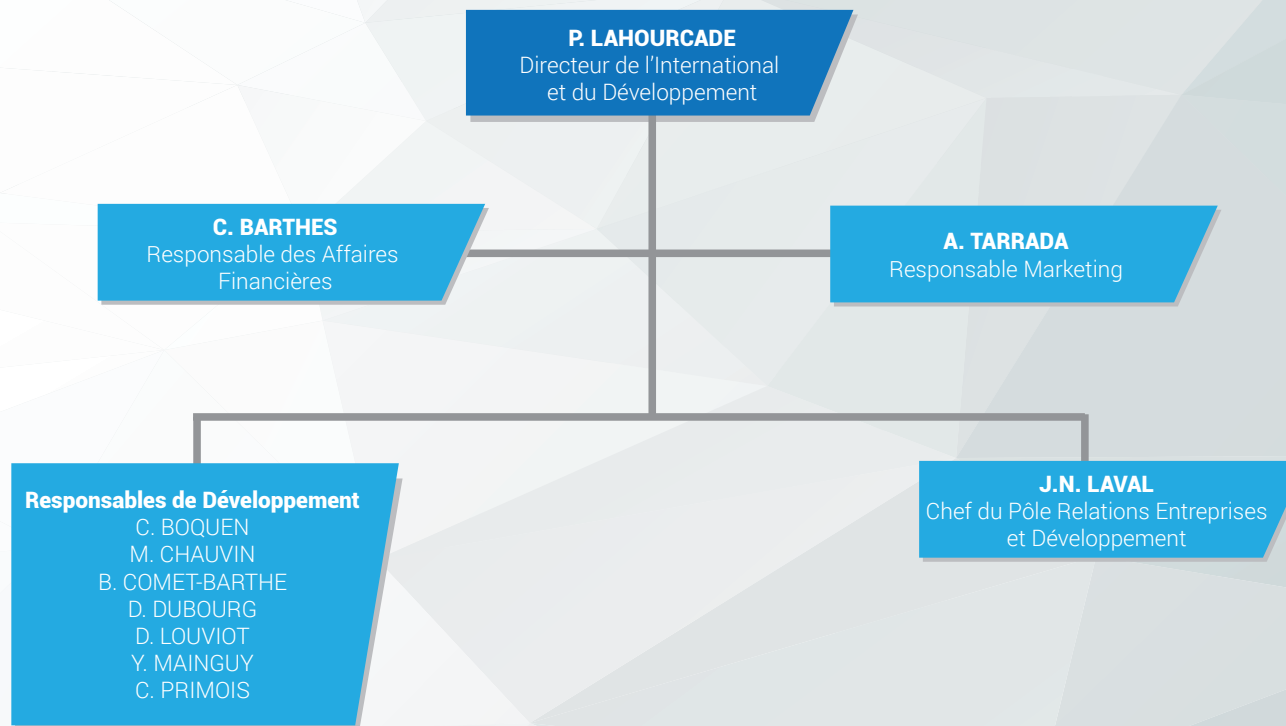 P. LAHOURCADE
Directeur de l'International
et du Développement
C. BARTHES
Responsable des Affaires
Financières
A. TARRADA
Responsable Marketing
Responsables de Développement
C. BOQUEN
M. CHAUVIN
B. COMET-BARTHE
D. DUBOURG
D. LOUVIOT
Y. MAINGUY
C. PRIMOIS
J.N. LAVAL
Chef du Pôle Relations Entreprises
et Développement